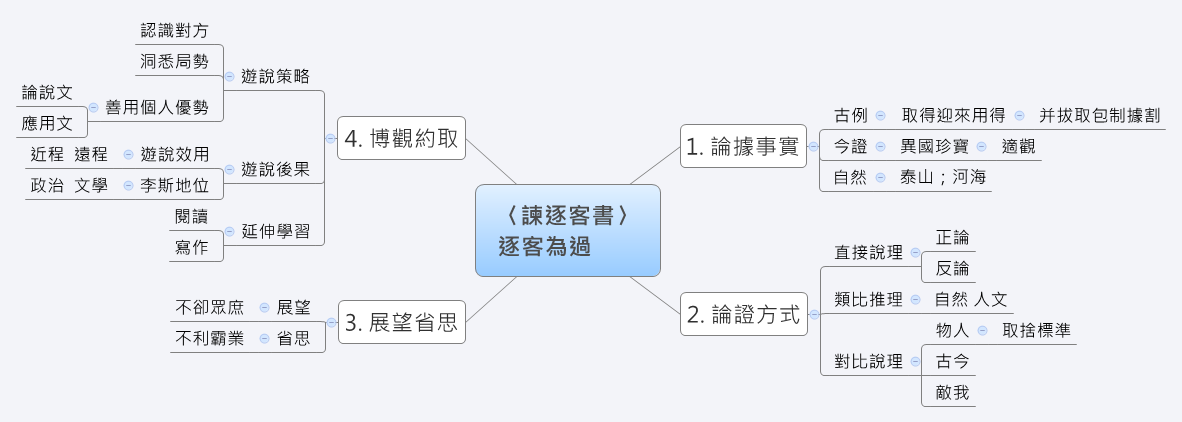 〈諫逐客書〉
逐客為過
1. 論據事實
古例 取得迎來用得 并拔取包制據割
今證 異國珍寶 適觀
自然 泰山；河海
2. 論證方式
直接說理
正論
反論
類比推理 自然 人文
對比說理
物人 取捨標準
古今
敵我
3. 展望省思
不卻眾庶 展望
不利霸業 省思
4. 博觀約取
遊說策略
認識對方
洞悉局勢
善用個人優勢
論說文
應用文
遊說後果
近程 遠程 遊說效用
政治 文學 李斯地位
延伸學習
閱讀
寫作